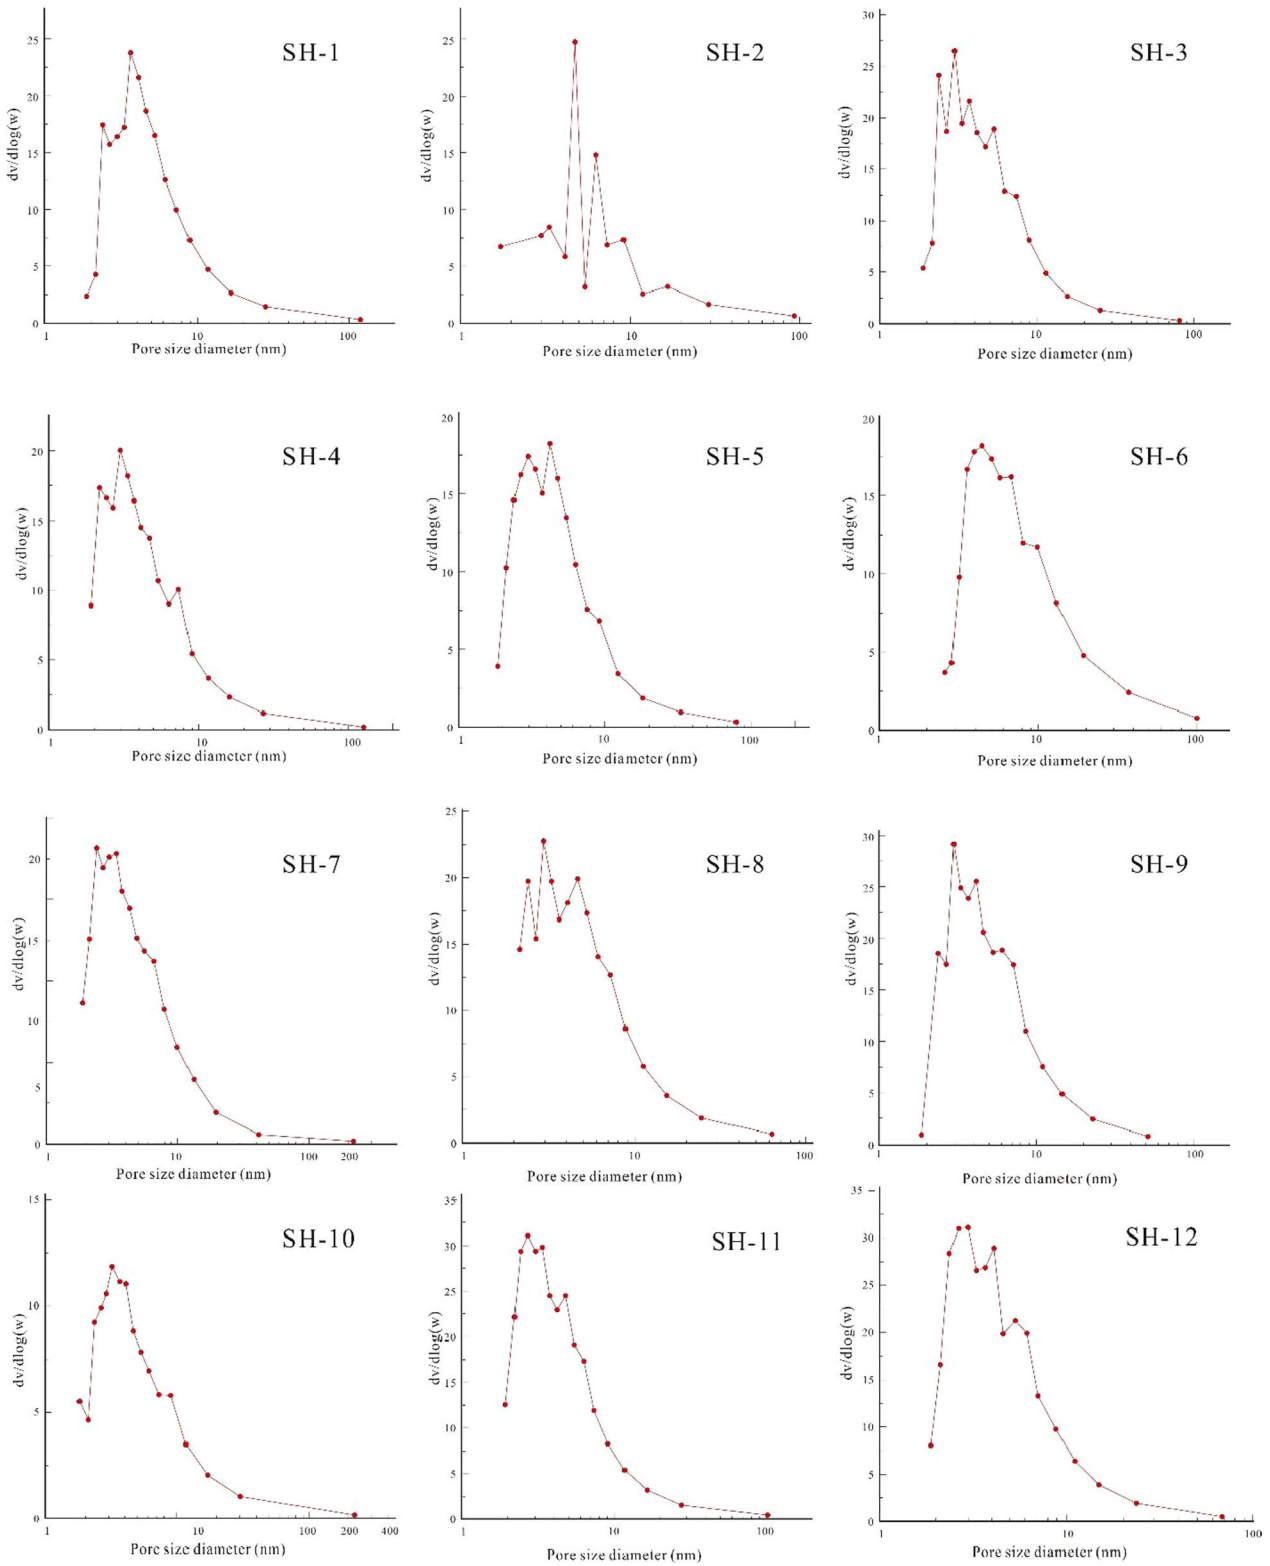 SH-1
dv/dlog(w)
25
20
15
10
5
0
1 10 100
Pore size diameter (nm)
SH-2
dv/dlog(w)
25
20
15
10
5
0
1 10 100
Pore size diameter (nm)
SH-3
dv/dlog(w)
30
25
20
15
10
5
0
1 10 100
Pore size diameter (nm)
SH-4
dv/dlog(w)
20
15
10
5
0
1 10 100
Pore size diameter (nm)
SH-5
dv/dlog(w)
20
15
10
5
0
1 10 100
Pore size diameter (nm)
SH-6
dv/dlog(w)
20
15
10
5
0
1 10 100
Pore size diameter (nm)
SH-7
dv/dlog(w)
20
15
10
5
0
1 10 100 200
Pore size diameter (nm)
SH-8
dv/dlog(w)
25
20
15
10
5
0
1 10 100
Pore size diameter (nm)
SH-9
dv/dlog(w)
30
25
20
15
10
5
0
1 10 100
Pore size diameter (nm)
SH-10
dv/dlog(w)
15
10
5
0
1 10 100 200 400
Pore size diameter (nm)
SH-11
dv/dlog(w)
35
30
25
20
15
10
5
0
1 10 100
Pore size diameter (nm)
SH-12
dv/dlog(w)
35
30
25
20
15
10
5
0
1 10 100
Pore size diameter (nm)